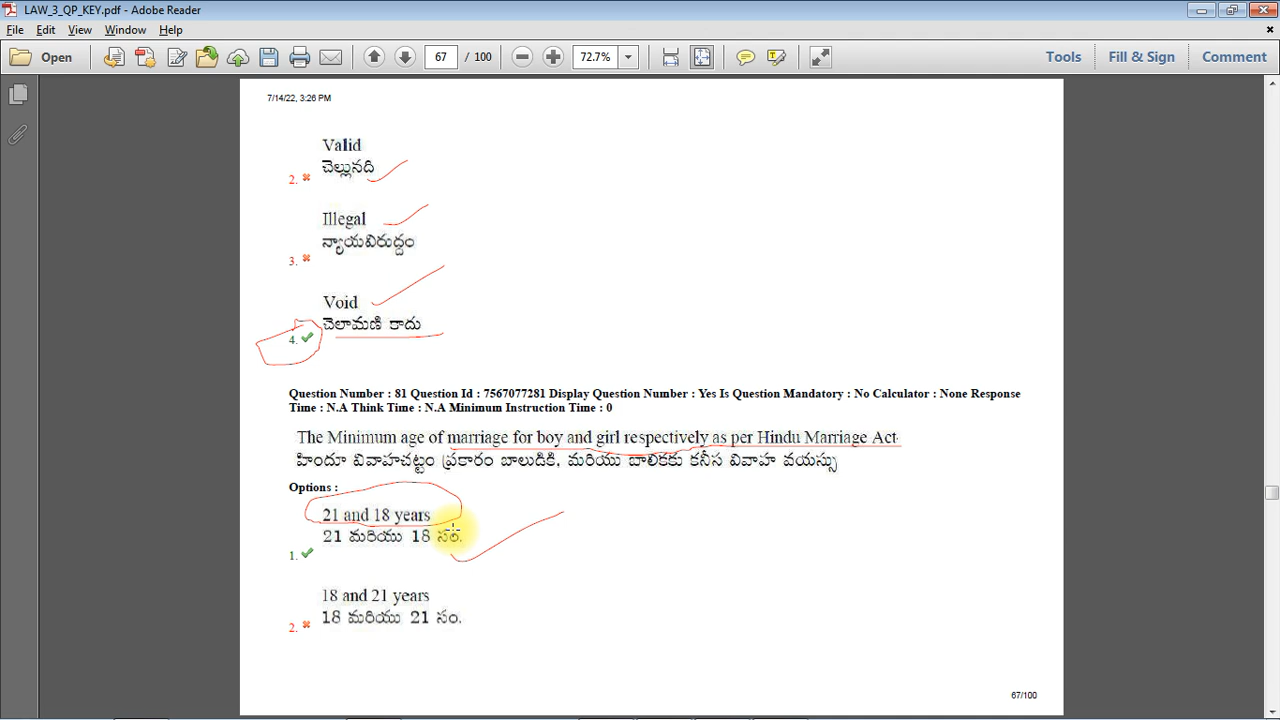 LAW_3_QP_KEY.pdf - Adobe Reader
File Edit View Window Help
Open 67 / 100 72.7% Tools Fill & Sign Comment
7/14/22, 3:26 PM
Valid
చెల్లునది
2.
Illegal
న్యాయవిరుద్దం
3.
Void
చెలామణి కాదు
4.
Question Number : 81 Question Id : 7567077281 Display Question Number : Yes Is Question Mandatory : No Calculator : None Response
Time : N.A Think Time : N.A Minimum Instruction Time : 0
The Minimum age of marriage for boy and girl respectively as per Hindu Marriage Act
హిందూ వివాహచట్టం ప్రకారం బాలుడికి, మరియు బాలికకు కనీస వివాహ వయస్సు
Options :
21 and 18 years
21 మరియు 18 సం.
1.
18 and 21 years
18 మరియు 21 సం.
2.
67/100